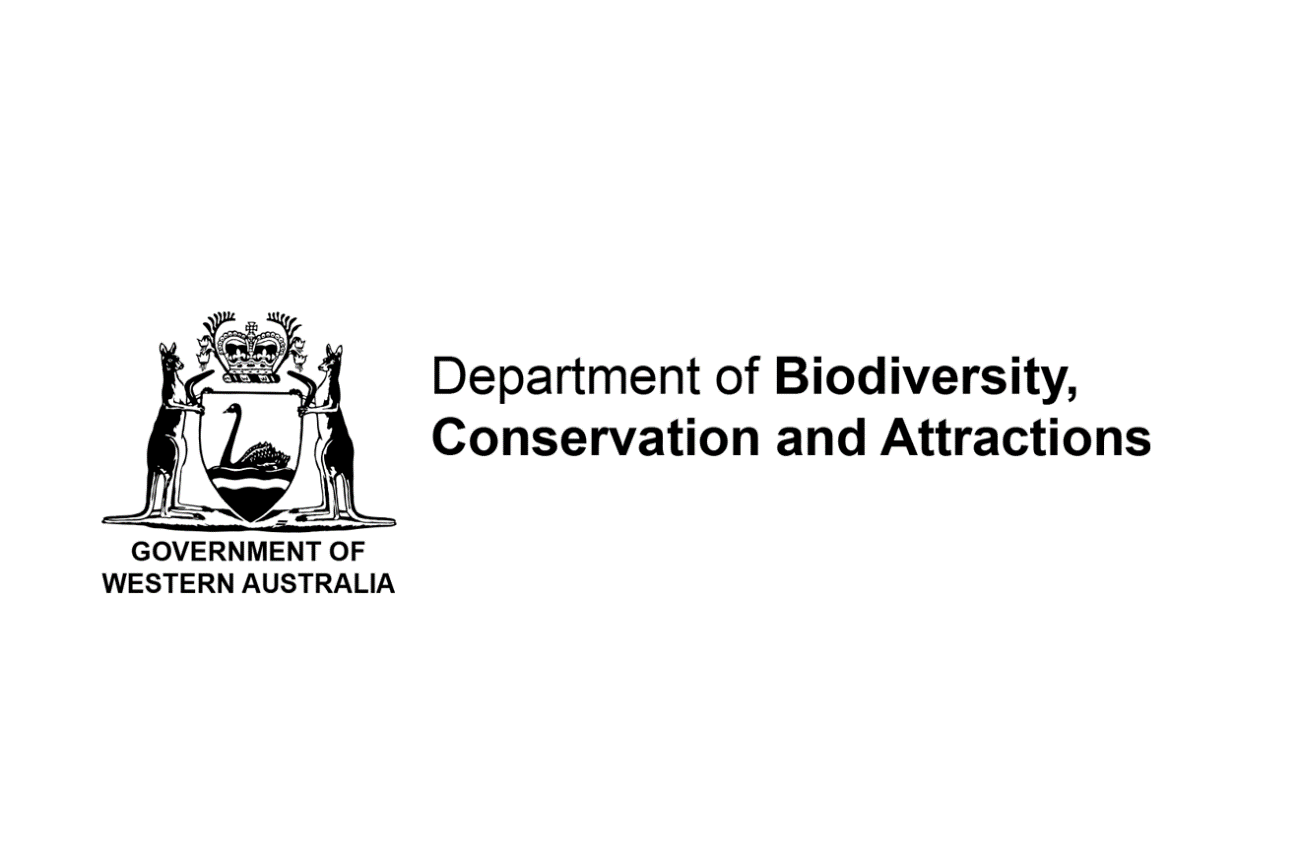 Department of Biodiversity,
Conservation and Attractions
GOVERNMENT OF
WESTERN AUSTRALIA